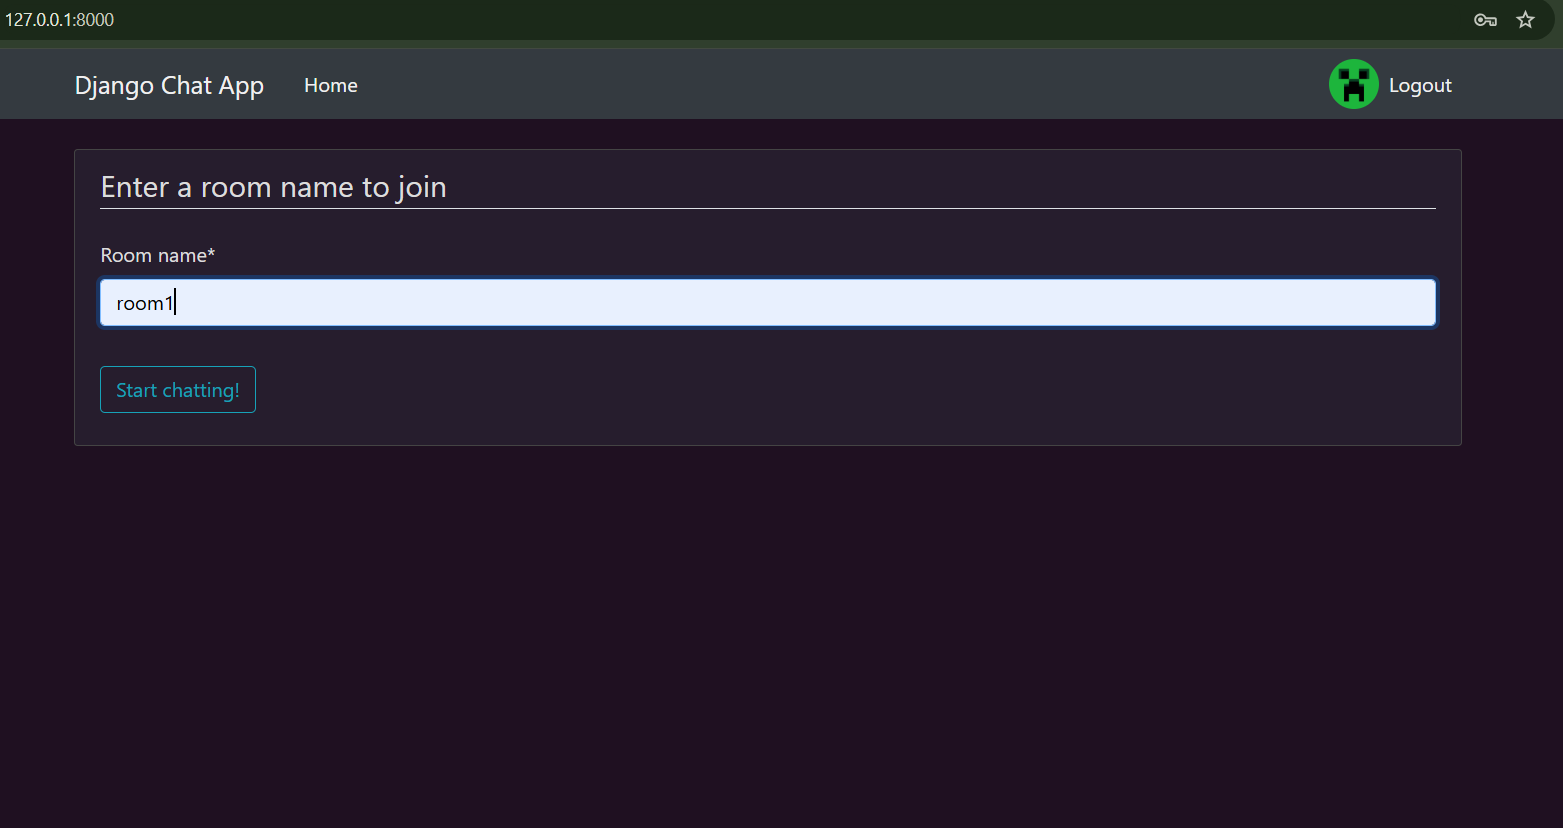 127.0.0.1:8000
Django Chat App Home Logout
Enter a room name to join
Room name*
room1
Start chatting!